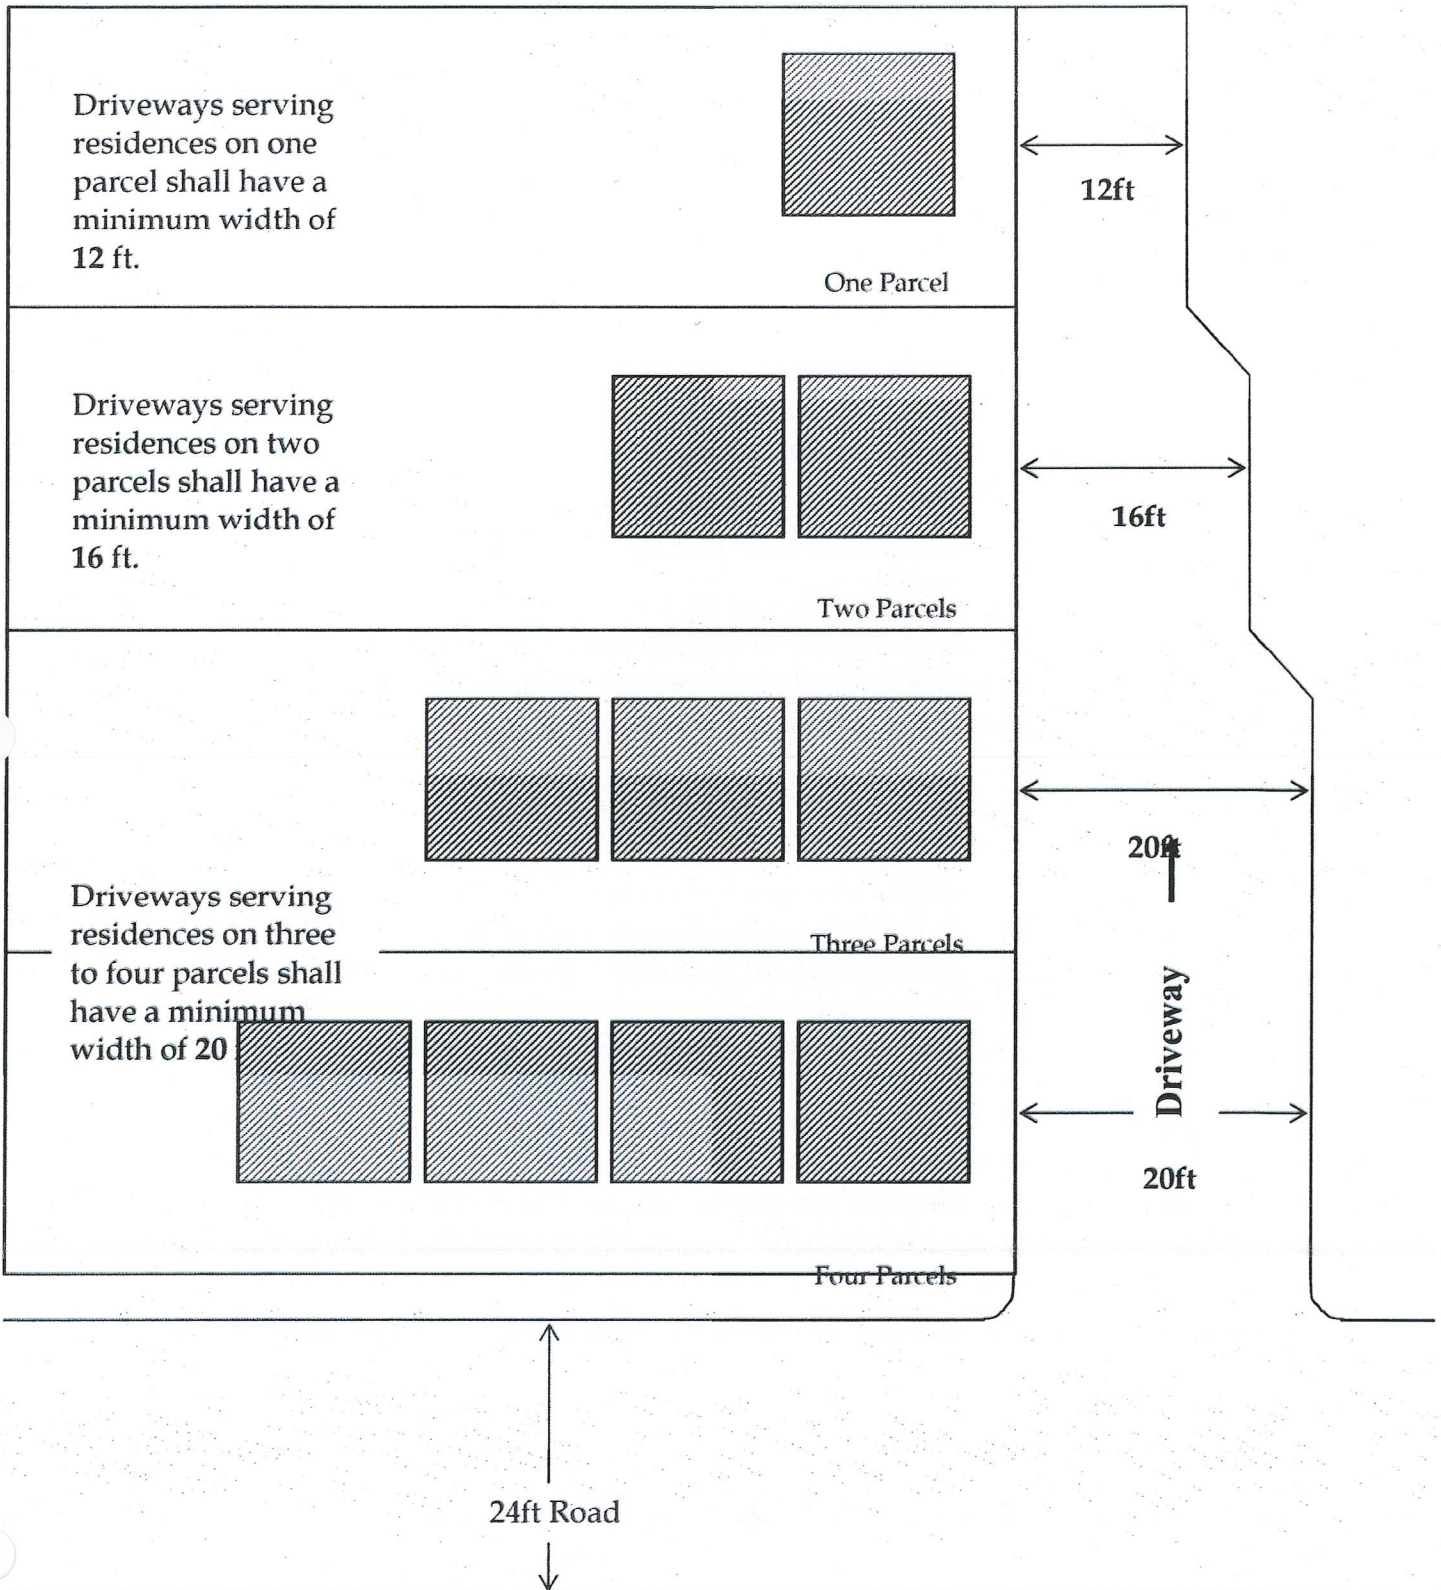 Driveways serving
residences on one
parcel shall have a
minimum width of
12 ft.
12ft
One Parcel
Driveways serving
residences on two
parcels shall have a
minimum width of
16 ft.
16ft
Two Parcels
20ft
Driveways serving
residences on three
to four parcels shall
have a minimum
width of 20
Three Parcels
Driveway
20ft
Four Parcels
24ft Road